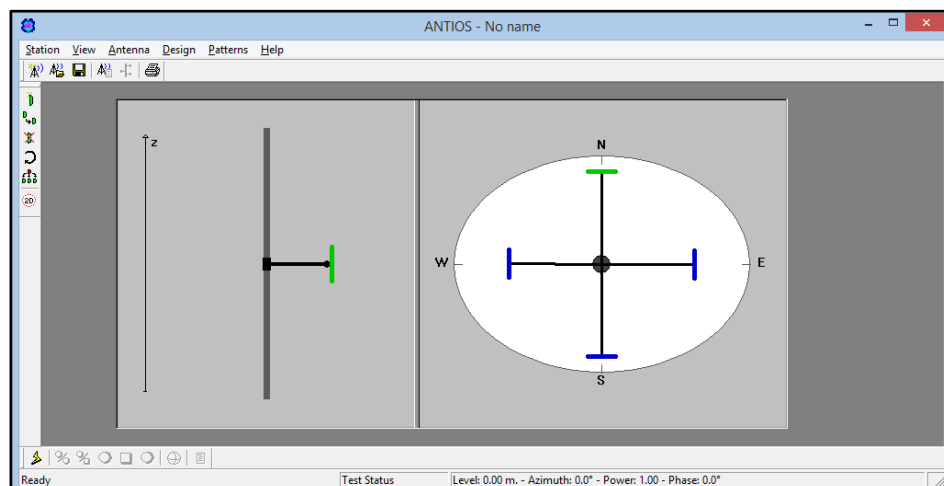 ANTIOS - No name
Station View Antenna Design Patterns Help
z
N
W
E
S
2D
Ready
Test Status
Level: 0.00 m. - Azimuth: 0.0° - Power: 1.00 - Phase: 0.0°